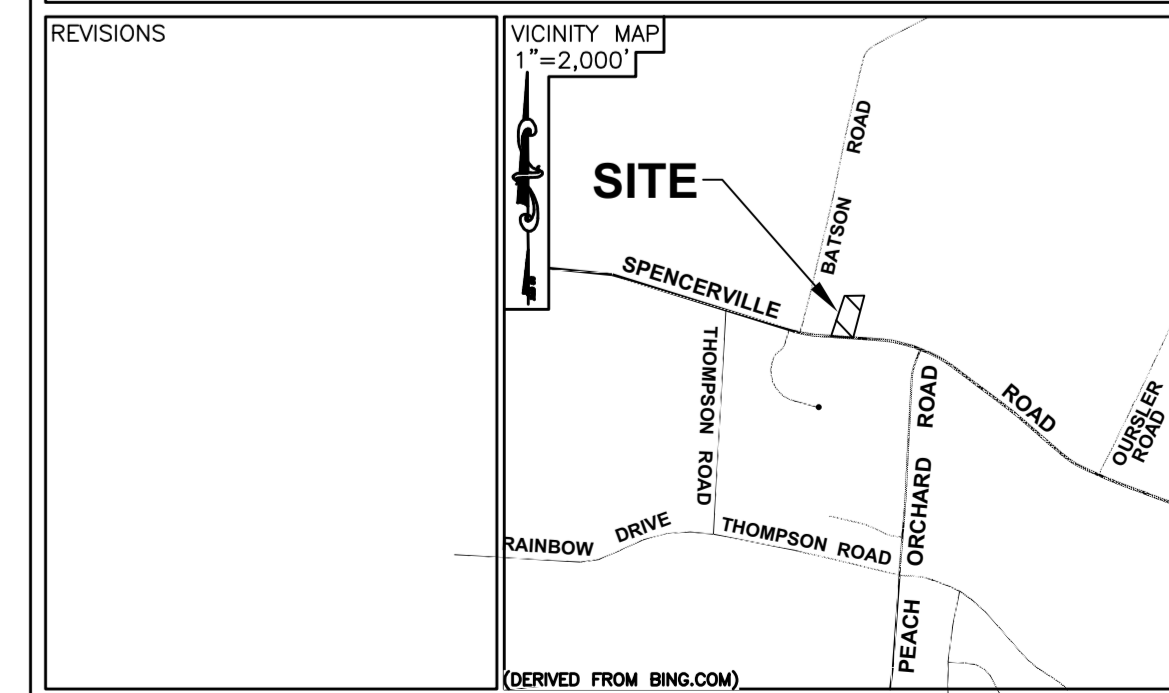 REVISIONS
VICINITY MAP
1"=2,000'
BATSON ROAD
SITE
SPENCERVILLE ROAD
THOMPSON ROAD
PEACH ORCHARD ROAD
OURSLER
ROAD
RAINBOW DRIVE
THOMPSON ROAD
(DERIVED FROM BING.COM)